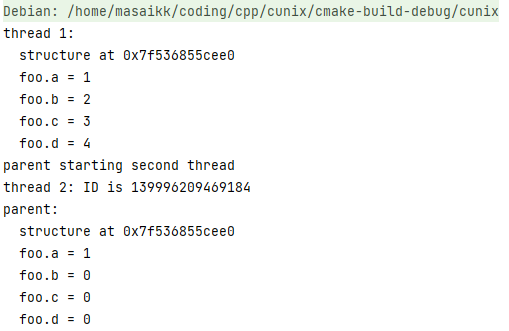 Debian: /home/masaikk/coding/cpp/cunix/cmake-build-debug/cunix
thread 1:
  structure at 0x7f536855cee0
  foo.a = 1
  foo.b = 2
  foo.c = 3
  foo.d = 4
parent starting second thread
thread 2: ID is 139996209469184
parent:
  structure at 0x7f536855cee0
  foo.a = 1
  foo.b = 0
  foo.c = 0
  foo.d = 0